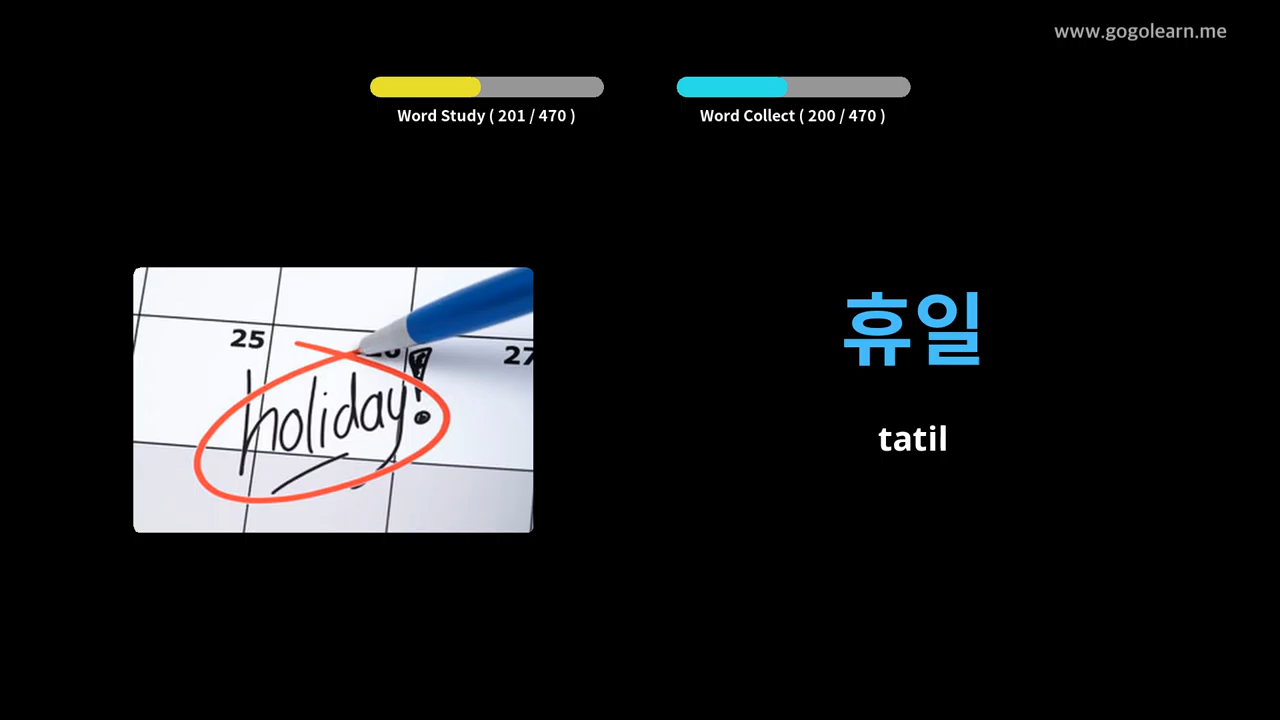 www.gogolearn.me
Word Study ( 201 / 470 )
Word Collect ( 200 / 470 )
25
27
holiday!
휴일
tatil